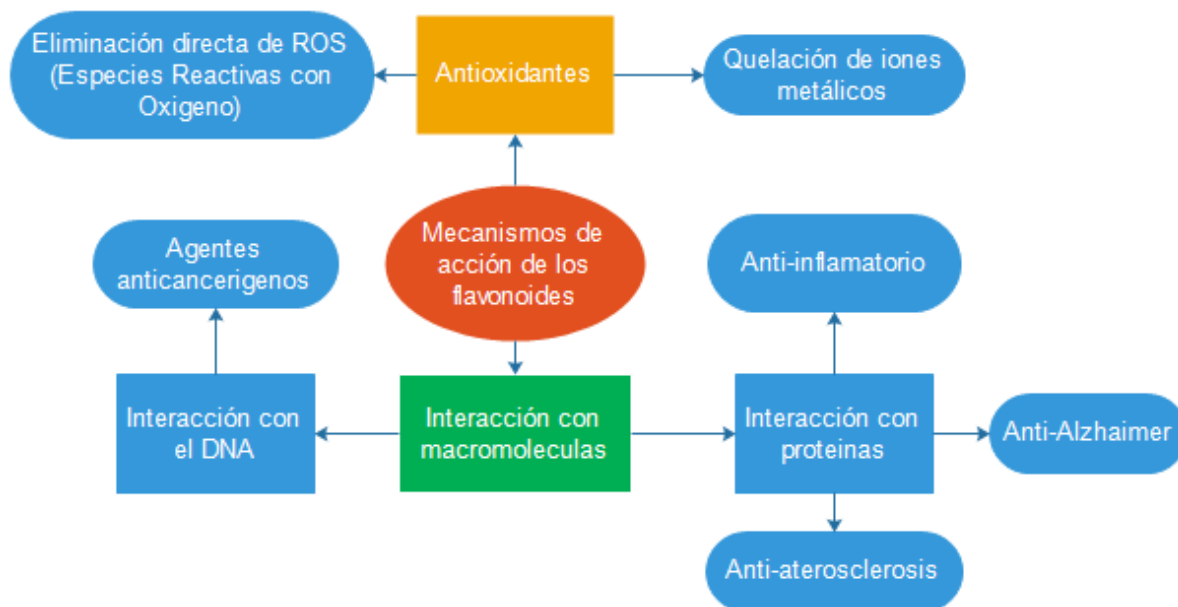 Eliminación directa de ROS
(Especies Reactivas con
Oxigeno)
Antioxidantes
Quelación de iones
metálicos
Mecanismos de
acción de los
flavonoides
Agentes
anticancerigenos
Anti-inflamatorio
Interacción con
el DNA
Interacción con
macromoleculas
Interacción con
proteinas
Anti-Alzhaimer
Anti-aterosclerosis